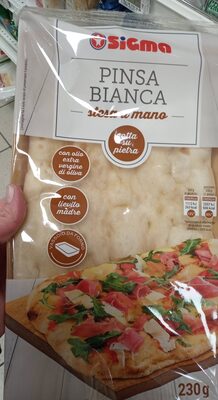 SIGMA
PINSA
BIANCA
stesa a mano
cotta
su
pietra
con olio
extra
vergine
di oliva
con
lievito
madre
230g